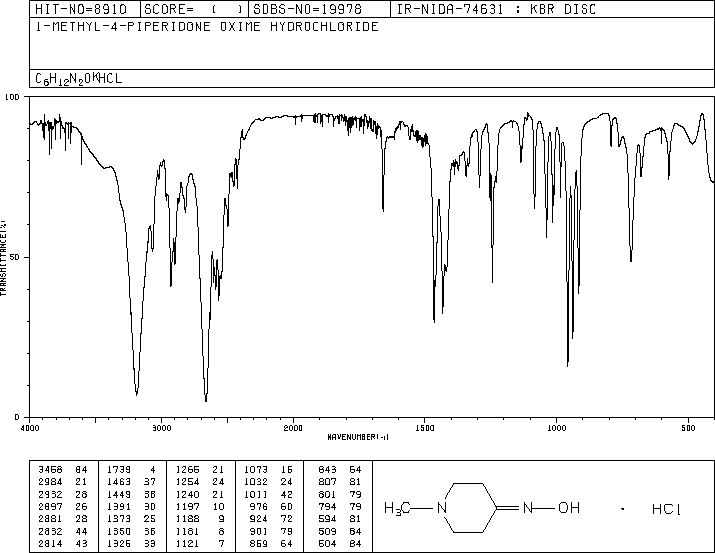 HIT-NO=8910 SCORE= ( ) SDBS-NO=19978 IR-NIDA-74631 : KBR DISC
1-METHYL-4-PIPERIDONE OXIME HYDROCHLORIDE
C6H12N2OKHCL
100
50
0
TRANSMITTANCE(%)
4000 3000 2000 1500 1000 500
WAVENUMBER(-1)
3468 84 1739 4 1266 21 1073 16 843 64
2984 21 1463 37 1254 24 1032 24 807 81
2932 28 1449 36 1240 21 1011 42 801 79
2897 26 1391 30 1197 10 976 60 794 79
2881 28 1373 25 1188 9 924 72 594 81
2832 44 1350 36 1181 8 901 79 509 84
2814 43 1326 33 1121 7 869 64 504 84
H3C N N OH · HCl